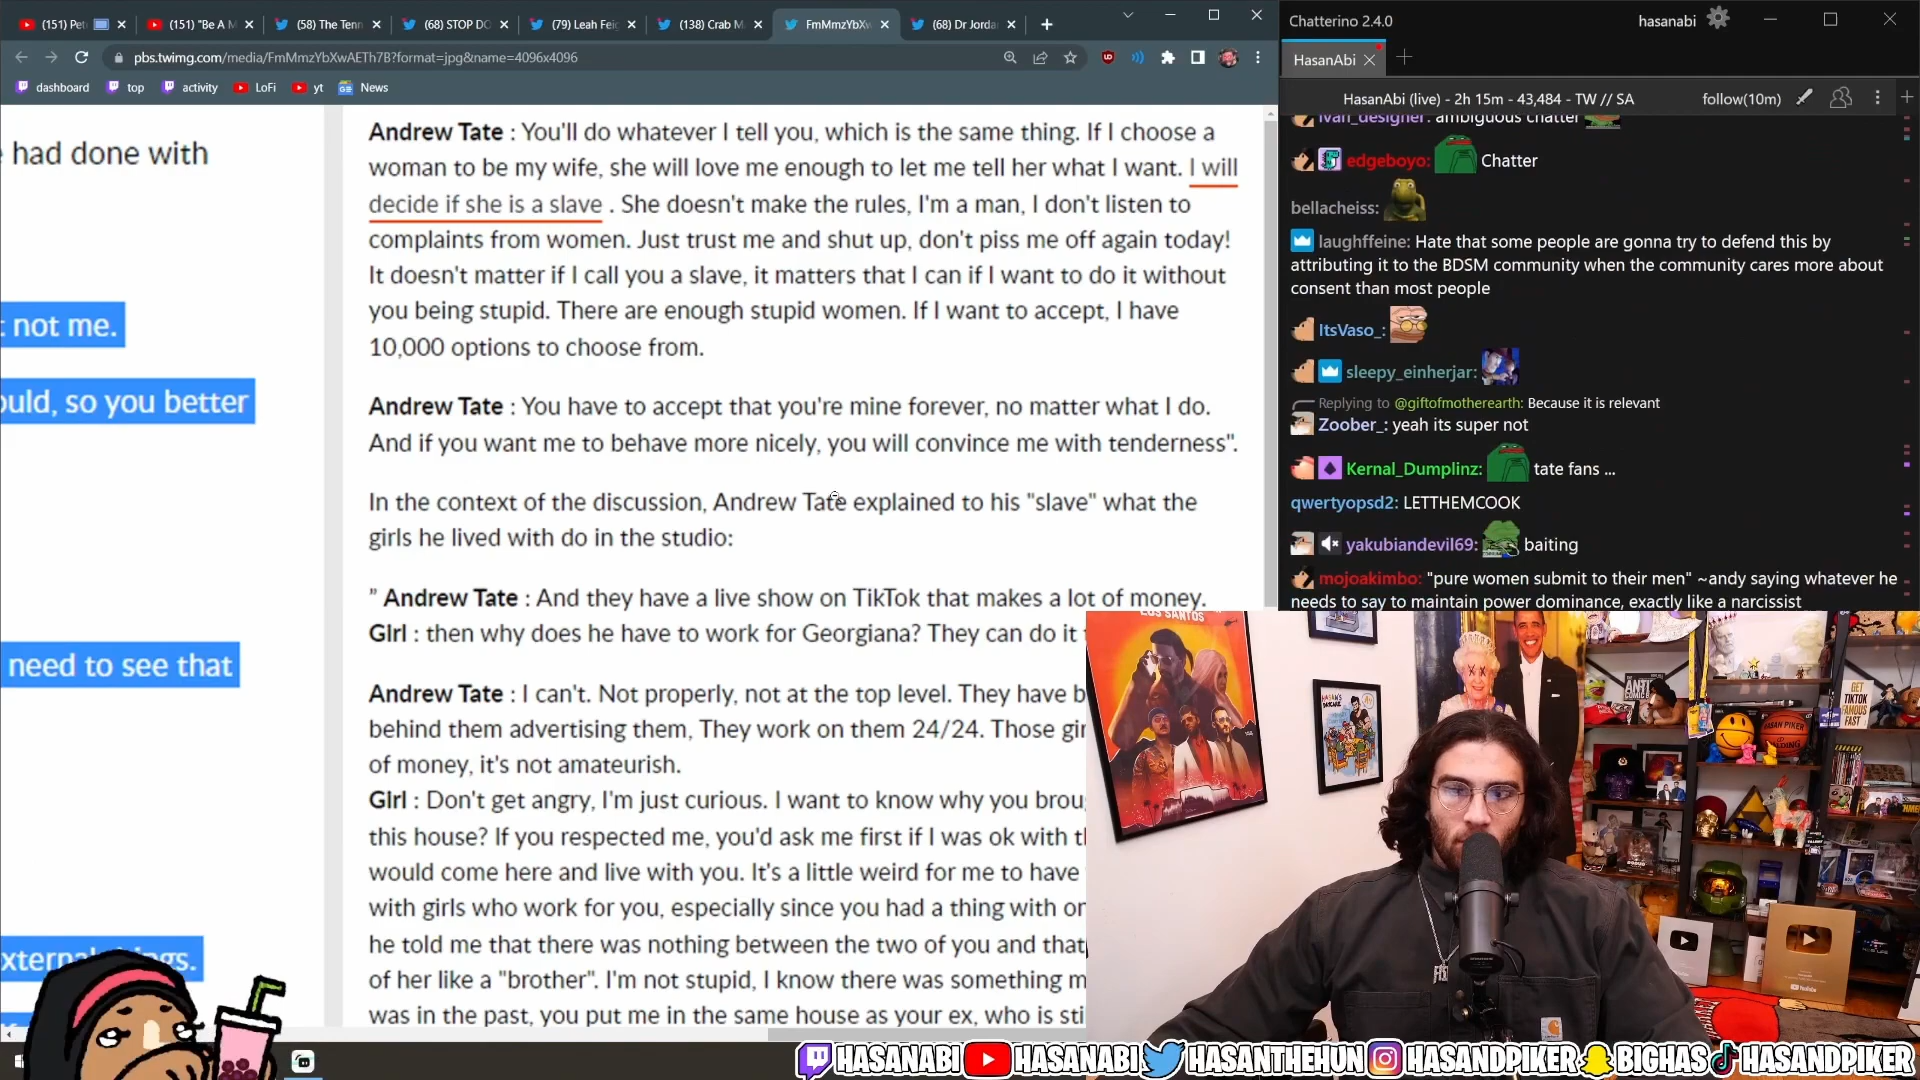 (151) Pet
(151) "Be A M
(58) The Tenn
(68) STOP DO
(79) Leah Feig
(138) Crab M
FmMmzYbXw
(68) Dr Jorda
pbs.twimg.com/media/FmMmzYbXwAETh7B?format=jpg&name=4096x4096
dashboard
top
activity
LoFi
yt
News
had done with
not me.
ould, so you better
need to see that
xternal things.
Andrew Tate : You'll do whatever I tell you, which is the same thing. If I choose a
woman to be my wife, she will love me enough to let me tell her what I want. I will
decide if she is a slave . She doesn't make the rules, I'm a man, I don't listen to
complaints from women. Just trust me and shut up, don't piss me off again today!
It doesn't matter if I call you a slave, it matters that I can if I want to do it without
you being stupid. There are enough stupid women. If I want to accept, I have
10,000 options to choose from.
Andrew Tate : You have to accept that you're mine forever, no matter what I do.
And if you want me to behave more nicely, you will convince me with tenderness".
In the context of the discussion, Andrew Tate explained to his "slave" what the
girls he lived with do in the studio:
" Andrew Tate : And they have a live show on TikTok that makes a lot of money.
Girl : then why does he have to work for Georgiana? They can do it
Andrew Tate : I can't. Not properly, not at the top level. They have b
behind them advertising them, They work on them 24/24. Those gir
of money, it's not amateurish.
Girl : Don't get angry, I'm just curious. I want to know why you brou
this house? If you respected me, you'd ask me first if I was ok with t
would come here and live with you. It's a little weird for me to have
with girls who work for you, especially since you had a thing with or
he told me that there was nothing between the two of you and that
of her like a "brother". I'm not stupid, I know there was something m
was in the past, you put me in the same house as your ex, who is sti
Chatterino 2.4.0
hasanabi
HasanAbi
HasanAbi (live) - 2h 15m - 43,484 - TW // SA
follow(10m)
ivan_designer: ambiguous chatter
edgeboyo: Chatter
bellacheiss:
laughffeine: Hate that some people are gonna try to defend this by
attributing it to the BDSM community when the community cares more about
consent than most people
ItsVaso_:
sleepy_einherjar:
Replying to @giftofmotherearth: Because it is relevant
Zoober_: yeah its super not
Kernal_Dumplinz: tate fans ...
qwertyopsd2: LETTHEMCOOK
yakubiandevil69: baiting
mojoakimbo: "pure women submit to their men" ~andy saying whatever he
needs to say to maintain power dominance, exactly like a narcissist
LOS SANTOS
GET
TIKTOK
FAMOUS
FAST
HASAN PIKER
YouTube
HASANABI
HASANABI
HASANTHEHUN
HASANDPIKER
BIGHAS
HASANDPIKER